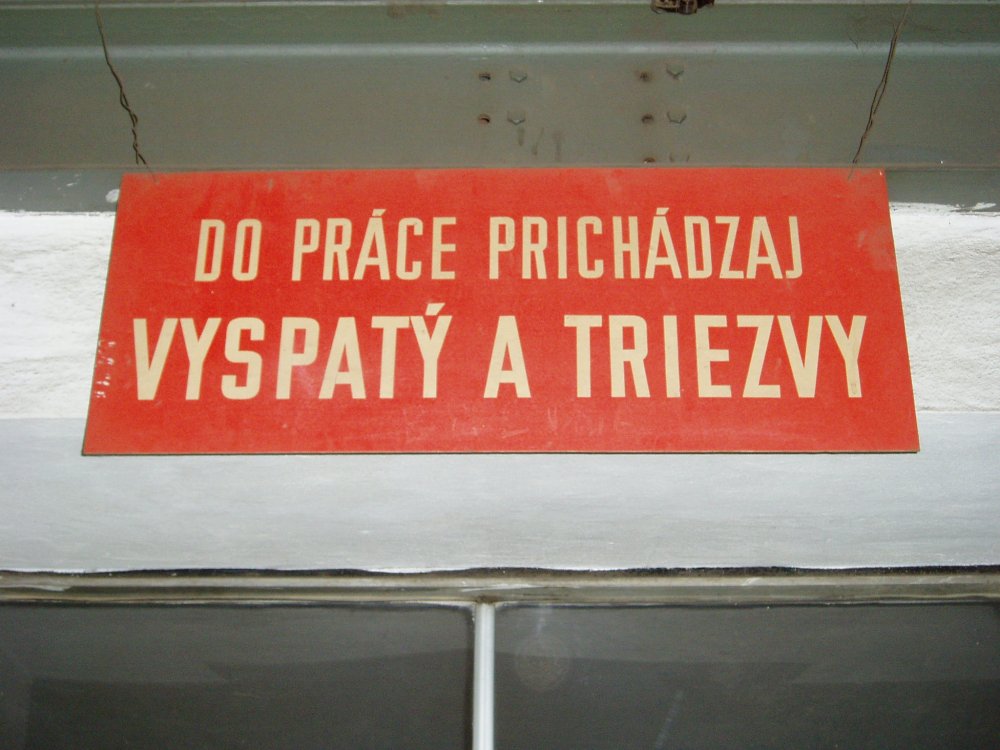 DO PRÁCE PRICHÁDZAJ
VYSPATÝ A TRIEZVY